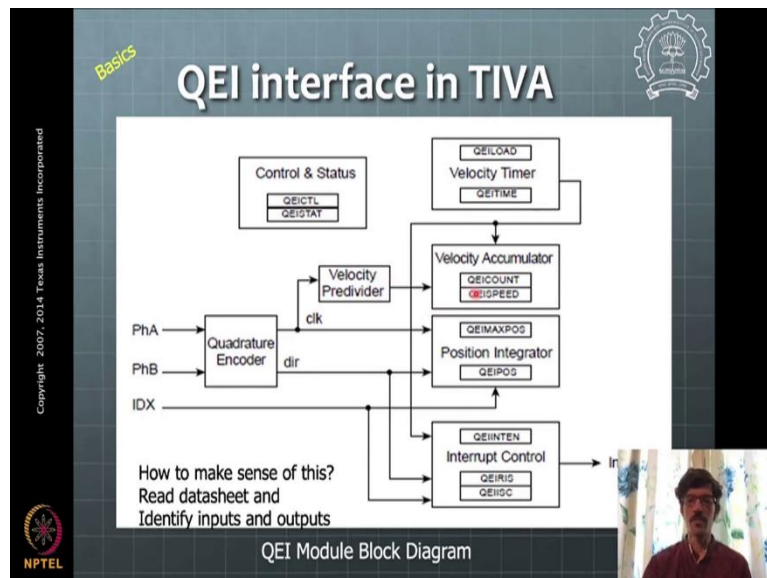 Basics
QEI interface in TIVA
Copyright 2007, 2014 Texas Instruments Incorporated
Control & Status
QEICTL
QEISTAT
QEILOAD
Velocity Timer
QEITIME
Velocity Predivider
Velocity Accumulator
QEICOUNT
QEISPEED
clk
PhA
PhB
IDX
Quadrature Encoder
dir
QEIMAXPOS
Position Integrator
QEIPOS
QEIINTEN
Interrupt Control
QEIRIS
QEIISC
How to make sense of this?
Read datasheet and
Identify inputs and outputs
NPTEL
QEI Module Block Diagram